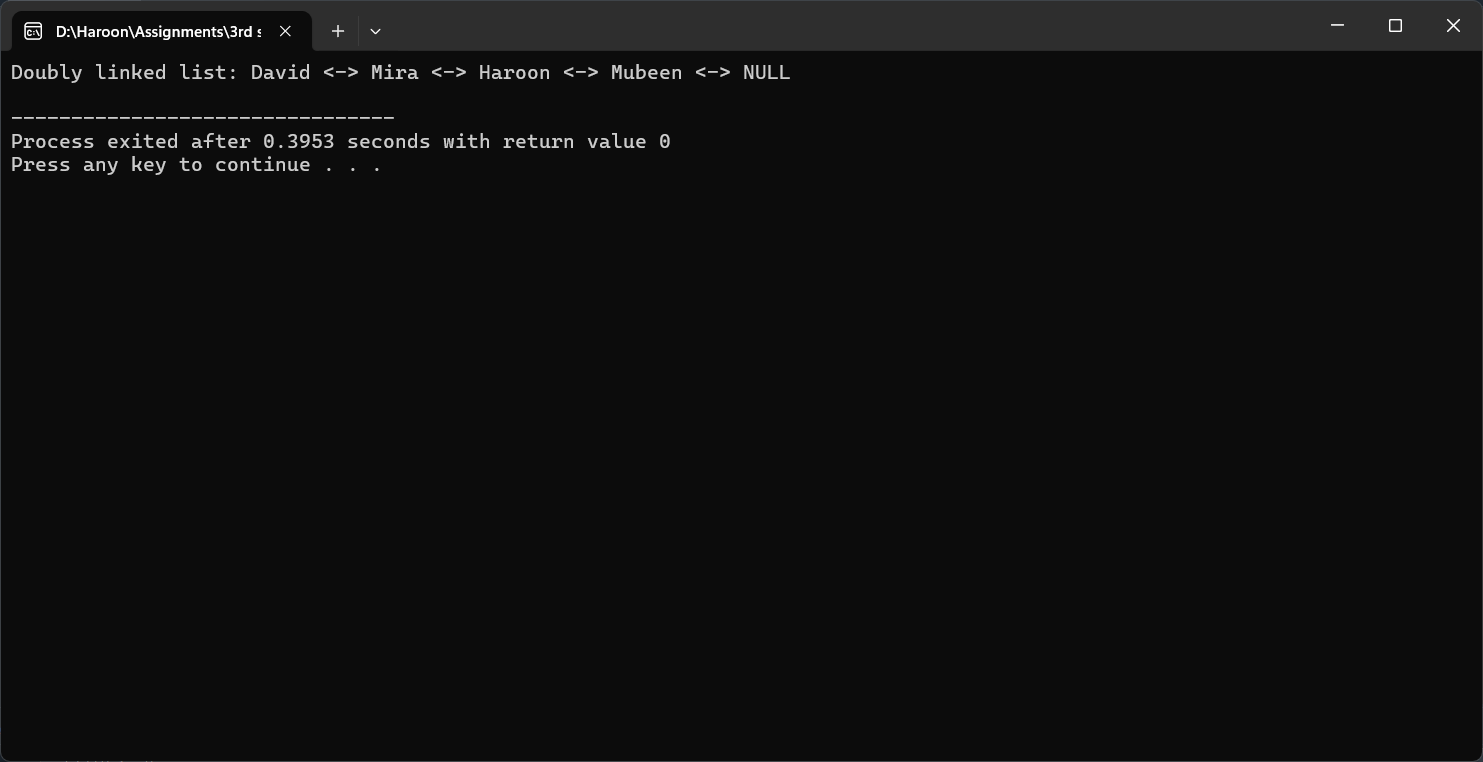 D:\Haroon\Assignments\3rd s
Doubly linked list: David <-> Mira <-> Haroon <-> Mubeen <-> NULL
--------------------------------
Process exited after 0.3953 seconds with return value 0
Press any key to continue . . .